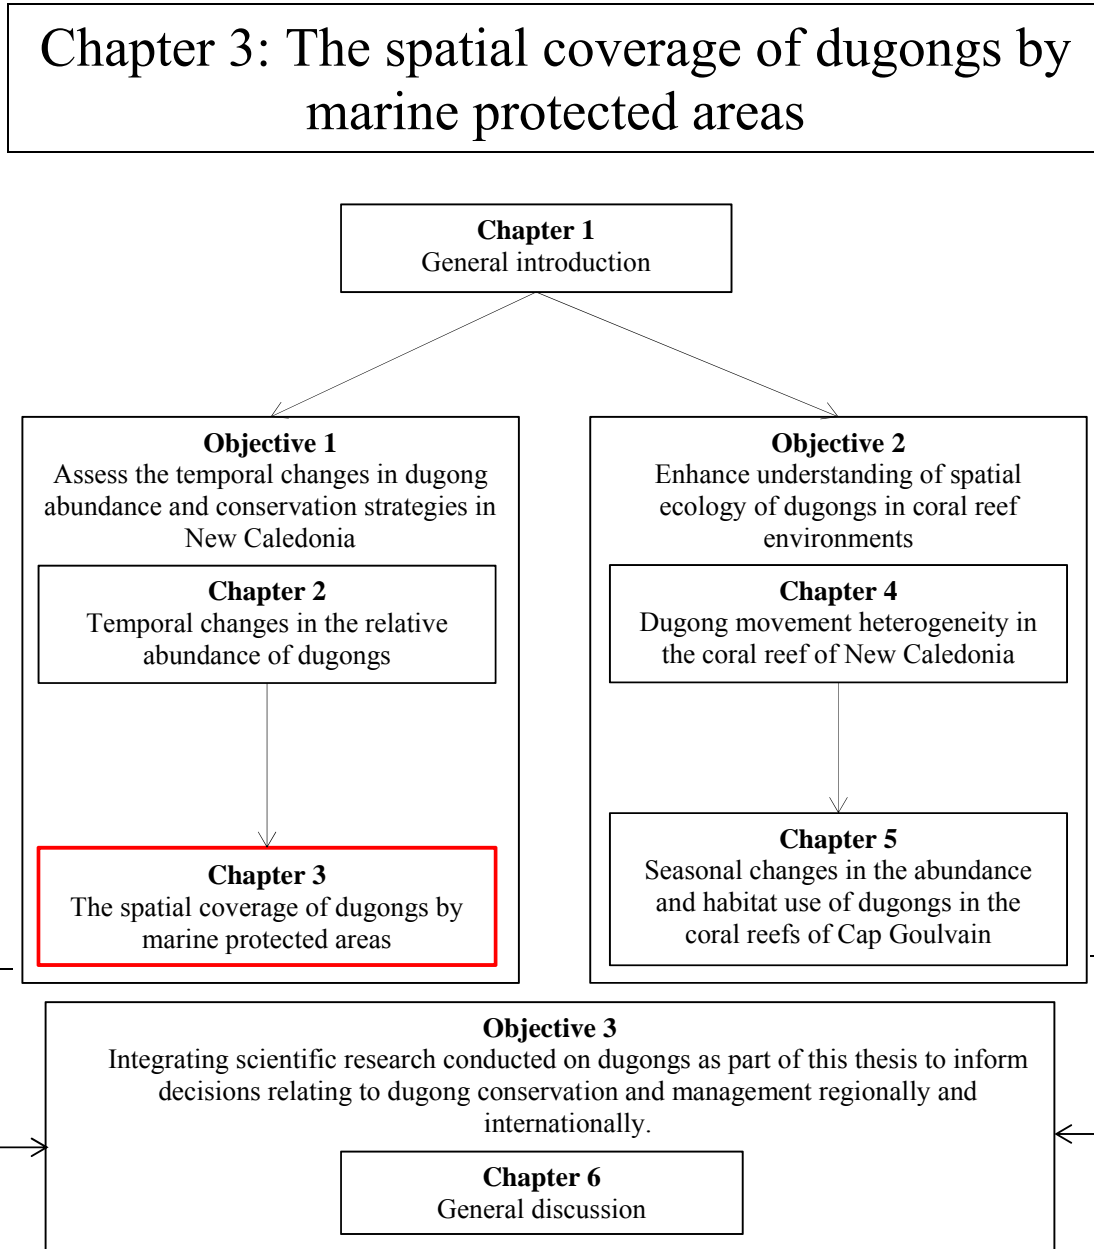 Chapter 3: The spatial coverage of dugongs by
marine protected areas
Chapter 1
General introduction
Objective 1
Assess the temporal changes in dugong
abundance and conservation strategies in
New Caledonia
Chapter 2
Temporal changes in the relative
abundance of dugongs
Chapter 3
The spatial coverage of dugongs by
marine protected areas
Objective 2
Enhance understanding of spatial
ecology of dugongs in coral reef
environments
Chapter 4
Dugong movement heterogeneity in
the coral reef of New Caledonia
Chapter 5
Seasonal changes in the abundance
and habitat use of dugongs in the
coral reefs of Cap Goulvain
Objective 3
Integrating scientific research conducted on dugongs as part of this thesis to inform
decisions relating to dugong conservation and management regionally and
internationally.
Chapter 6
General discussion